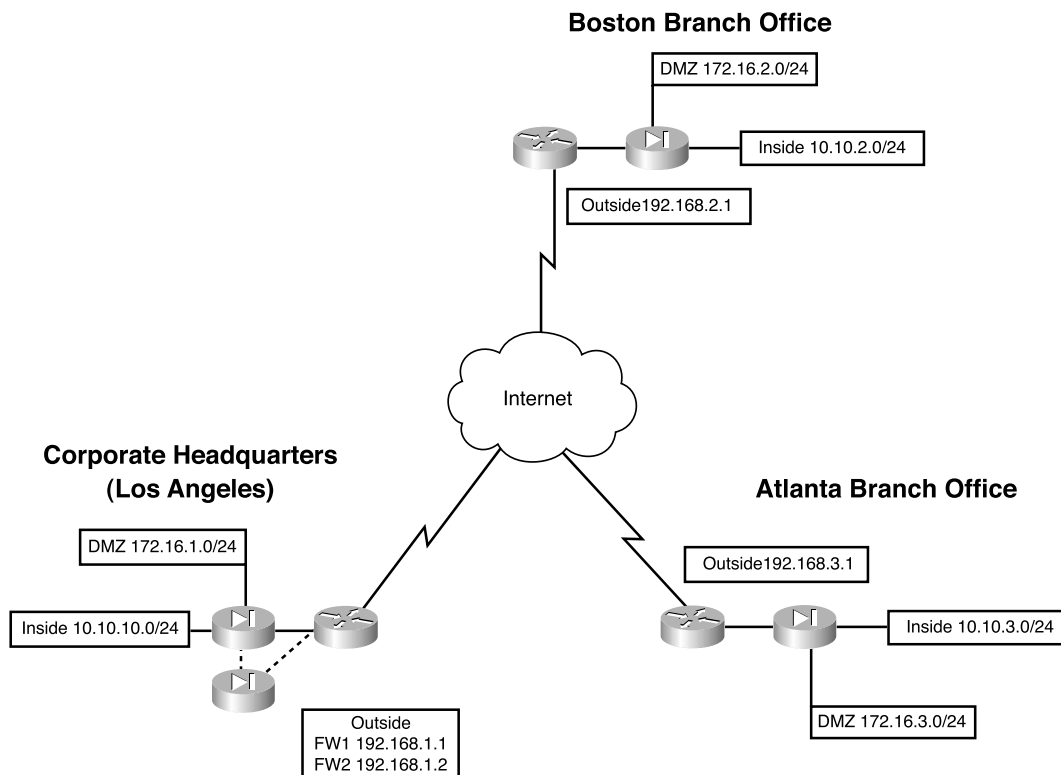 Boston Branch Office
DMZ 172.16.2.0/24
Inside 10.10.2.0/24
Outside192.168.2.1
Internet
Corporate Headquarters
(Los Angeles)
DMZ 172.16.1.0/24
Inside 10.10.10.0/24
Outside
FW1 192.168.1.1
FW2 192.168.1.2
Atlanta Branch Office
Outside192.168.3.1
Inside 10.10.3.0/24
DMZ 172.16.3.0/24